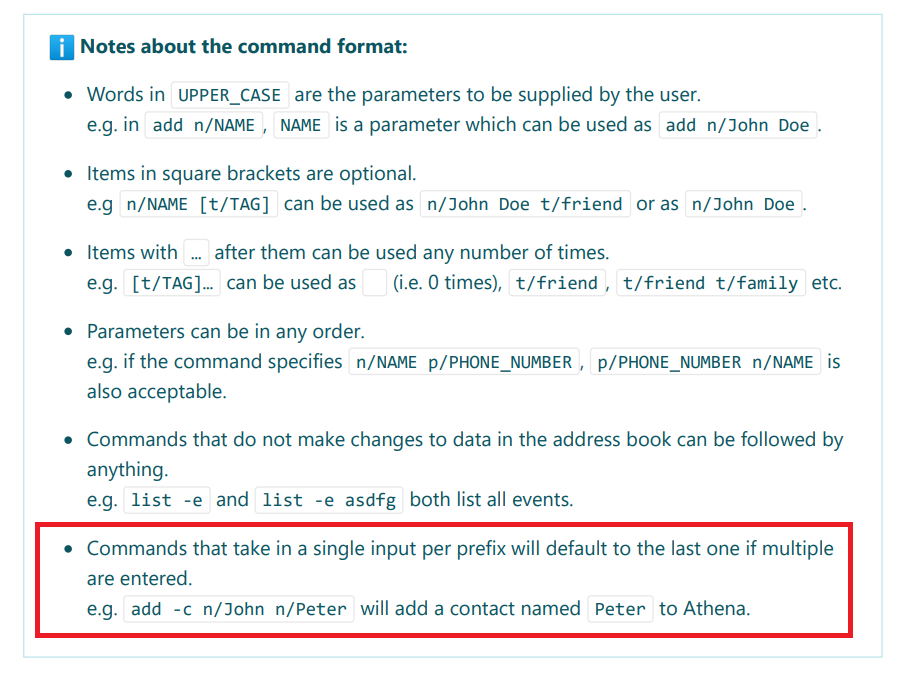 ℹ Notes about the command format:
• Words in UPPER_CASE are the parameters to be supplied by the user.
e.g. in add n/NAME, NAME is a parameter which can be used as add n/John Doe.
• Items in square brackets are optional.
e.g n/NAME [t/TAG] can be used as n/John Doe t/friend or as n/John Doe.
• Items with … after them can be used any number of times.
e.g. [t/TAG]… can be used as   (i.e. 0 times), t/friend, t/friend t/family etc.
• Parameters can be in any order.
e.g. if the command specifies n/NAME p/PHONE_NUMBER, p/PHONE_NUMBER n/NAME is
also acceptable.
• Commands that do not make changes to data in the address book can be followed by
anything.
e.g. list -e and list -e asdfg both list all events.
• Commands that take in a single input per prefix will default to the last one if multiple
are entered.
e.g. add -c n/John n/Peter will add a contact named Peter to Athena.